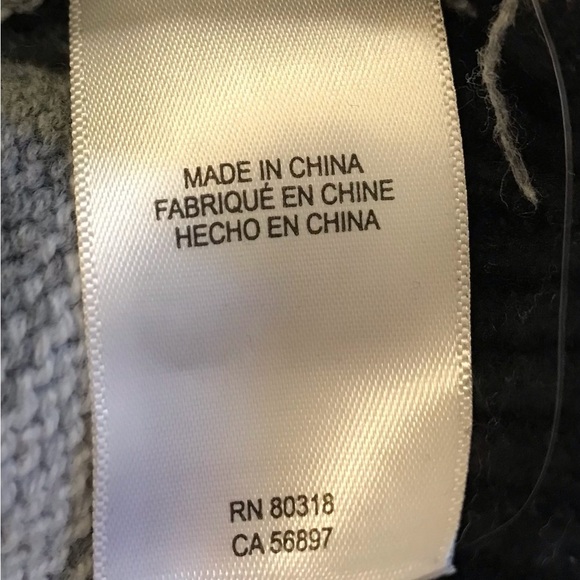 MADE IN CHINA
FABRIQUÉ EN CHINE
HECHO EN CHINA
RN 80318
CA 56897